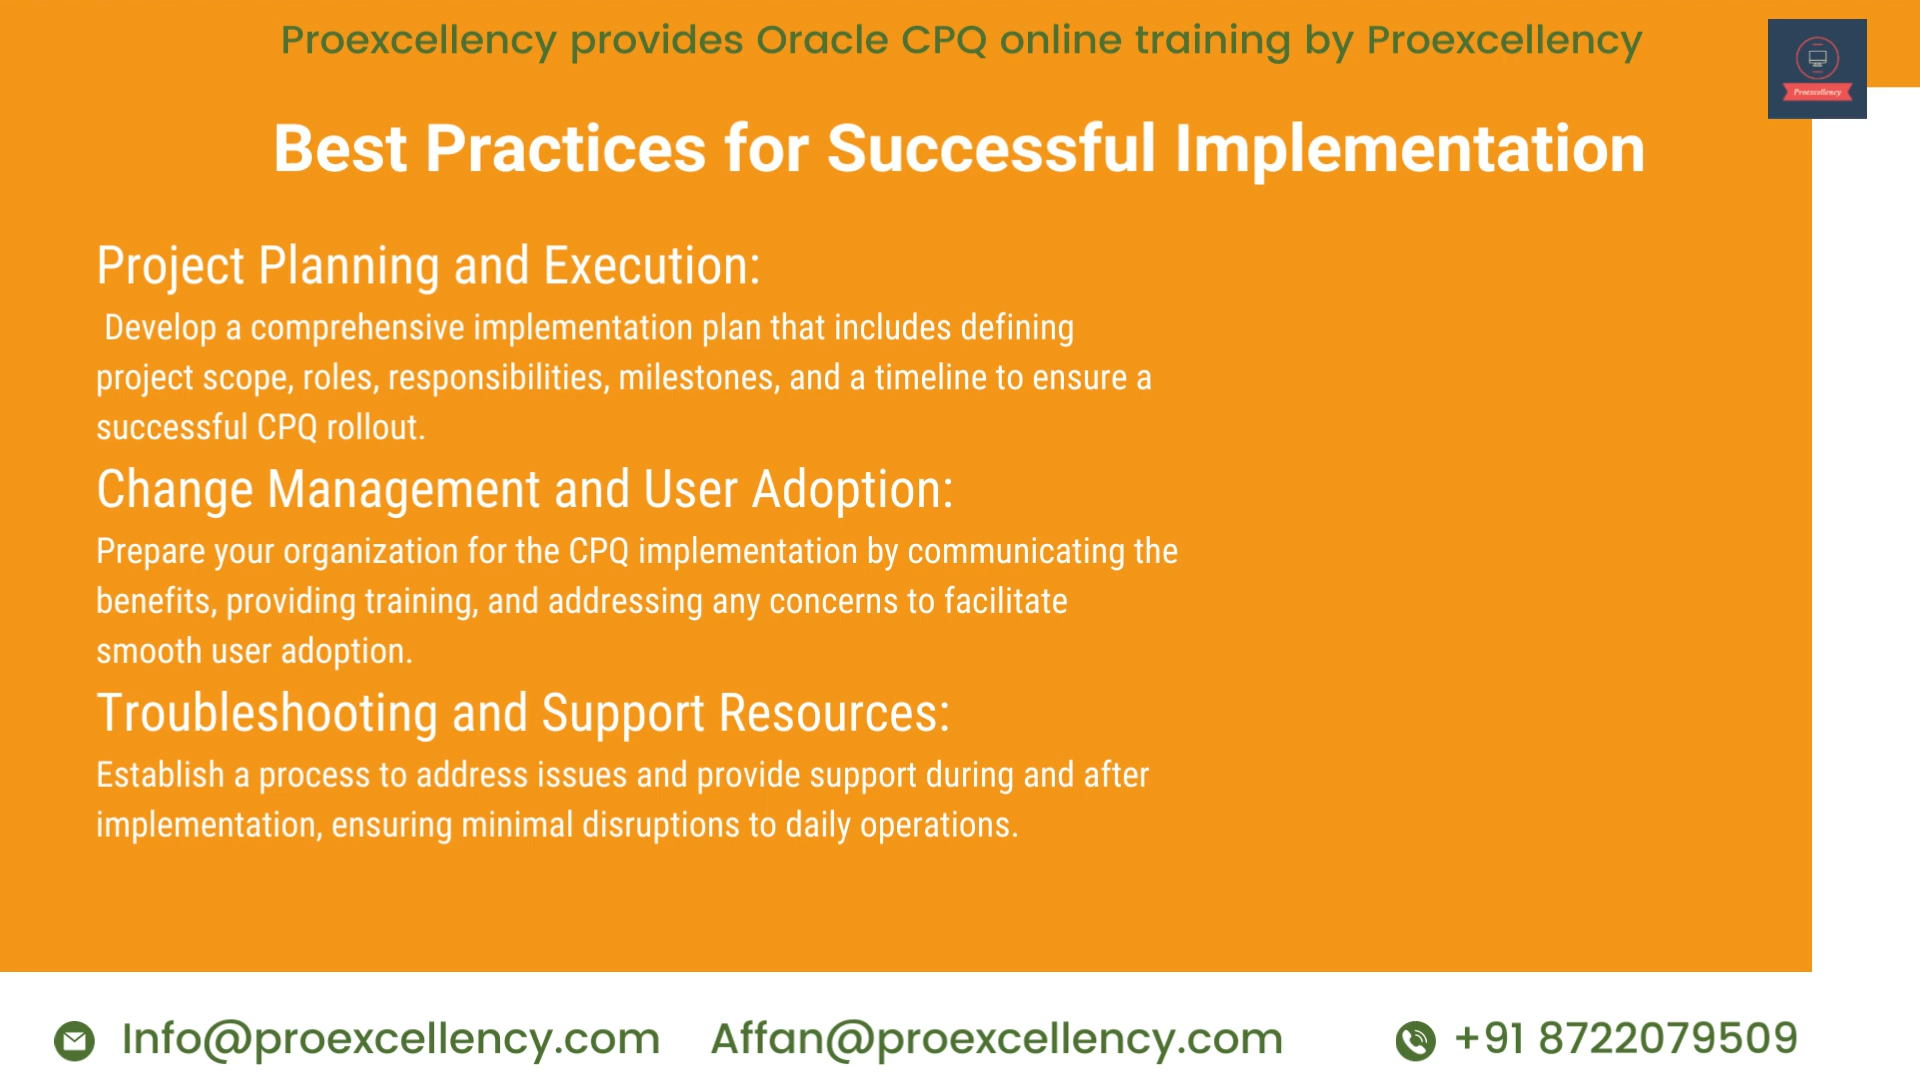 Proexcellency provides Oracle CPQ online training by Proexcellency
Proexcellency
Best Practices for Successful Implementation
Project Planning and Execution:
Develop a comprehensive implementation plan that includes defining
project scope, roles, responsibilities, milestones, and a timeline to ensure a
successful CPQ rollout.
Change Management and User Adoption:
Prepare your organization for the CPQ implementation by communicating the
benefits, providing training, and addressing any concerns to facilitate
smooth user adoption.
Troubleshooting and Support Resources:
Establish a process to address issues and provide support during and after
implementation, ensuring minimal disruptions to daily operations.
Info@proexcellency.com Affan@proexcellency.com +91 8722079509